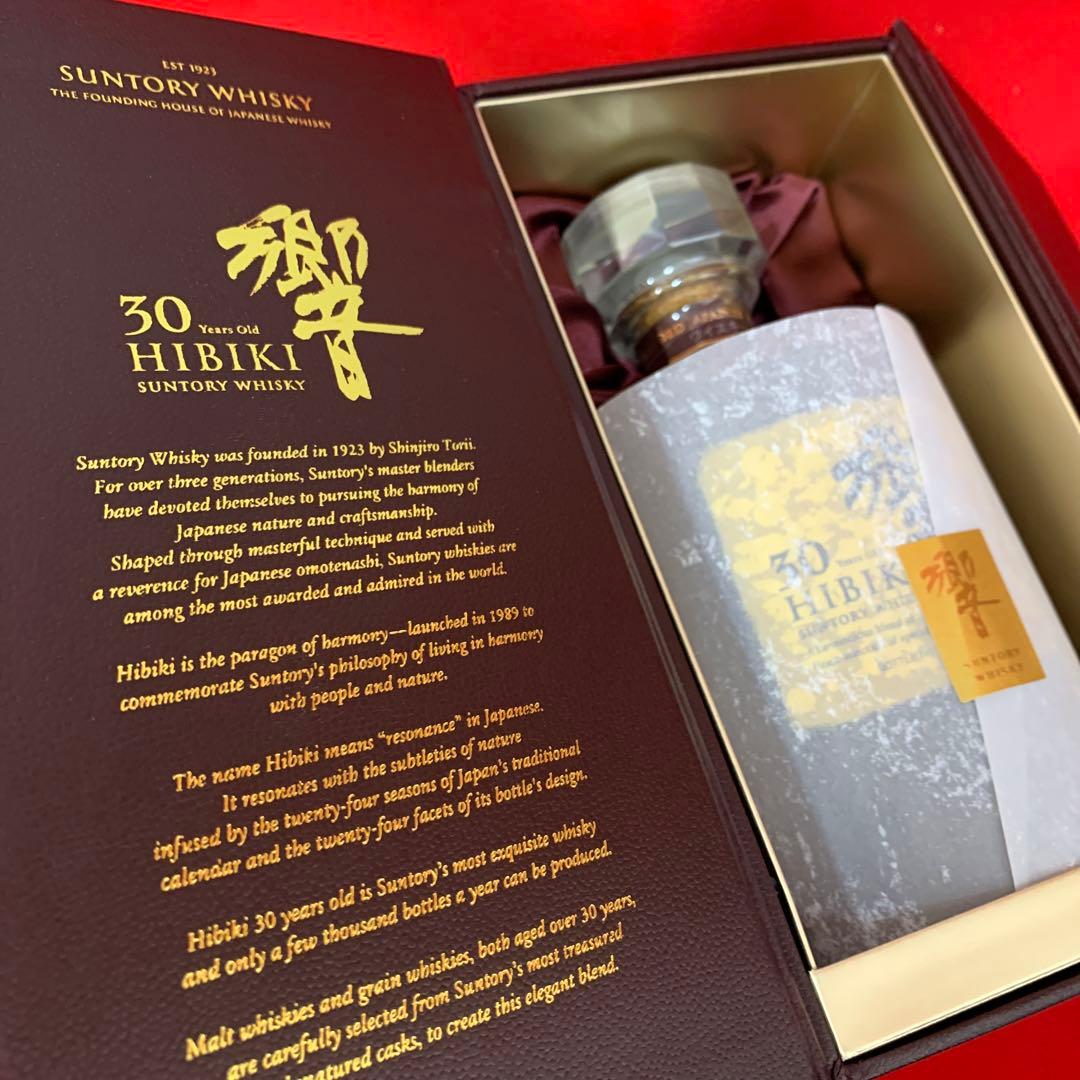 EST 1923
SUNTORY WHISKY
THE FOUNDING HOUSE OF JAPANESE WHISKY
響
30 Years Old
HIBIKI
SUNTORY WHISKY
Suntory Whisky was founded in 1923 by Shinjiro Torii.
For over three generations, Suntory's master blenders
have devoted themselves to pursuing the harmony of
Japanese nature and craftsmanship.
Shaped through masterful technique and served with
a reverence for Japanese omotenashi, Suntory whiskies are
among the most awarded and admired in the world.
Hibiki is the paragon of harmony—launched in 1989 to
commemorate Suntory's philosophy of living in harmony
with people and nature.
The name Hibiki means "resonance" in Japanese.
It resonates with the subtleties of nature
infused by the twenty-four seasons of Japan's traditional
calendar and the twenty-four facets of its bottle's design.
Hibiki 30 years old is Suntory's most exquisite whisky
and only a few thousand bottles a year can be produced.
Malt whiskies and grain whiskies, both aged over 30 years,
are carefully selected from Suntory's most treasured
casks, to create this elegant blend.
響
30 Years
HIBIKI
SUNTORY WHISKY
響
SUNTORY
WHISKY